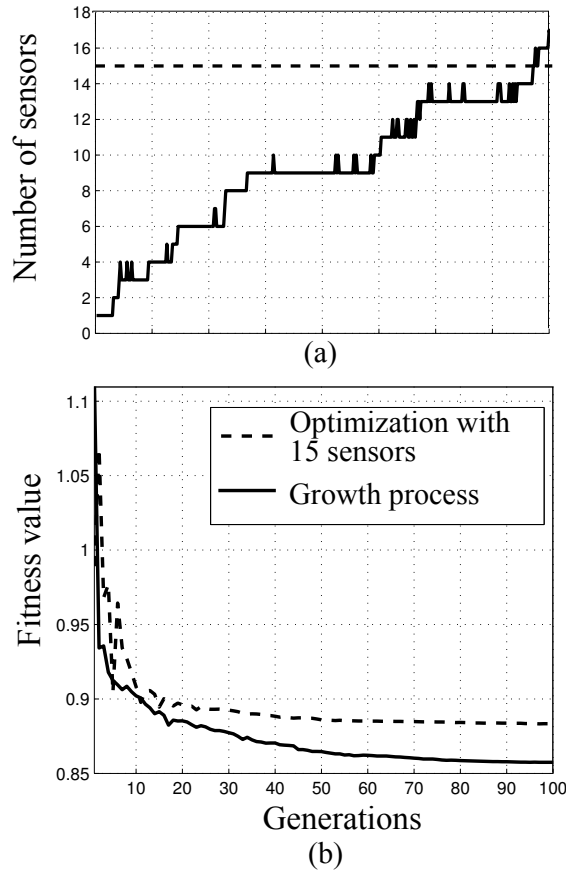 18
16
14
12
10
8
6
4
2
0
Number of sensors
(a)
1.1
1.05
1
0.95
0.9
0.85
Fitness value
Optimization with
15 sensors
Growth process
10 20 30 40 50 60 70 80 90 100
Generations
(b)